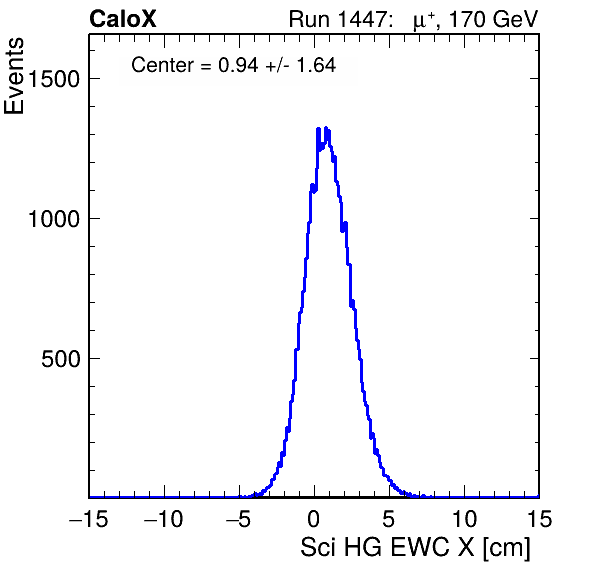 CaloX Run 1447: μ⁺, 170 GeV
Events
Center = 0.94 +/- 1.64
1500
1000
500
−15 −10 −5 0 5 10 15
Sci HG EWC X [cm]